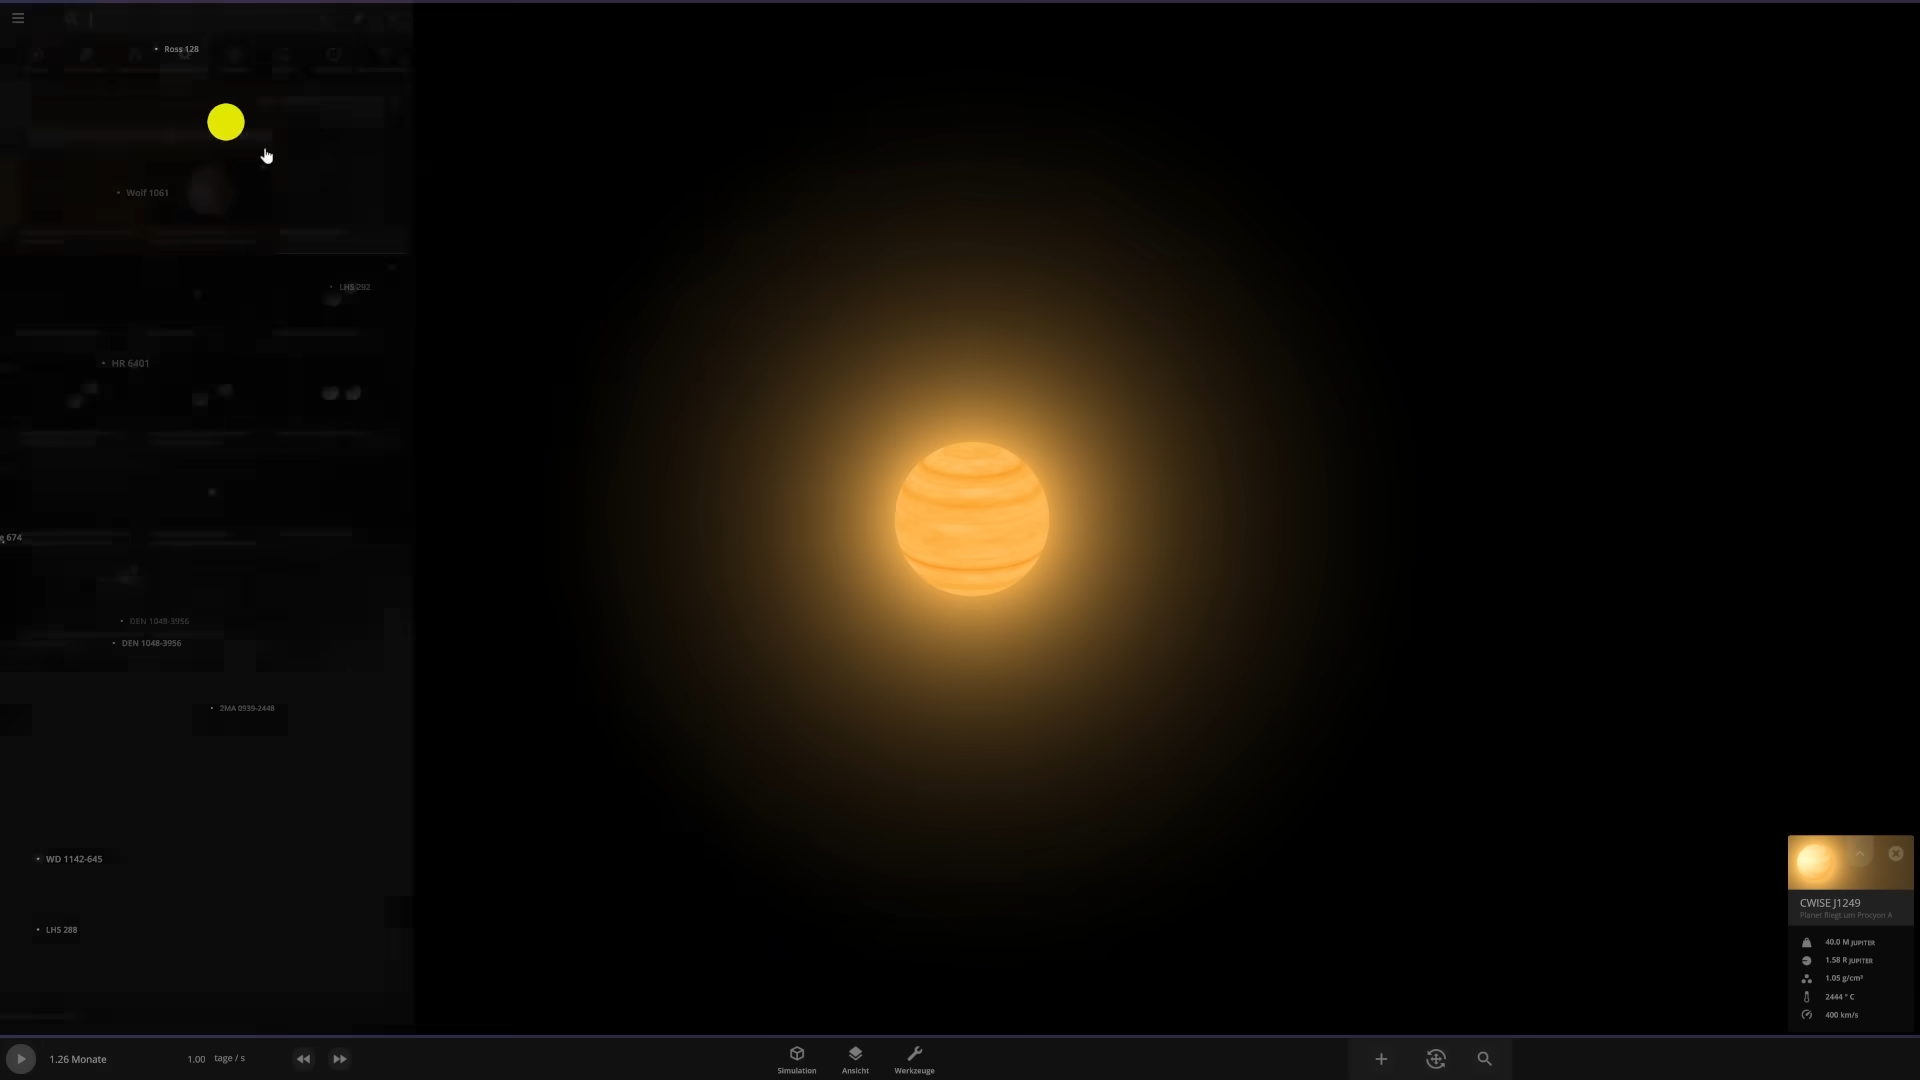 Ross 128
Wolf 1061
LHS 292
HR 6401
674
DEN 1048-3956
DEN 1048-3956
2MA 0939-2448
WD 1142-645
LHS 288
CWISE J1249
Planet fliegt um Procyon A
40.0 M JUPITER
1.58 R JUPITER
1.05 g/cm³
2444 ° C
400 km/s
1.26 Monate
1.00 tage / s
Simulation
Ansicht
Werkzeuge